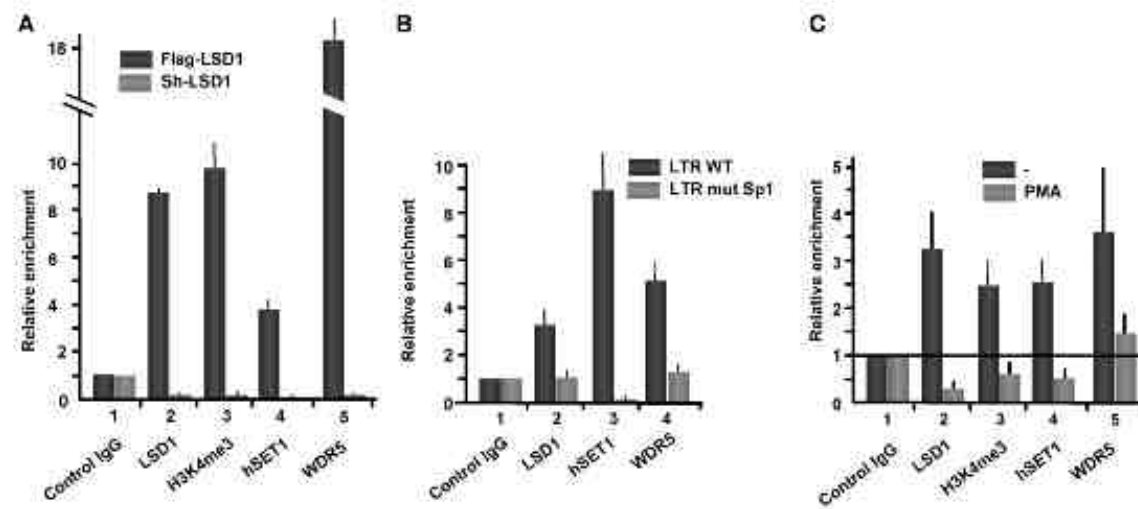 A
Relative enrichment
18
10
8
6
4
2
0
Flag-LSD1
Sh-LSD1
1 2 3 4 5
Control IgG LSD1 H3K4me3 hSET1 WDR5
B
Relative enrichment
10
8
6
4
2
0
LTR WT
LTR mut Sp1
1 2 3 4
Control IgG LSD1 hSET1 WDR5
C
Relative enrichment
5
4
3
2
1
0
-
PMA
1 2 3 4 5
Control IgG LSD1 H3K4me3 hSET1 WDR5